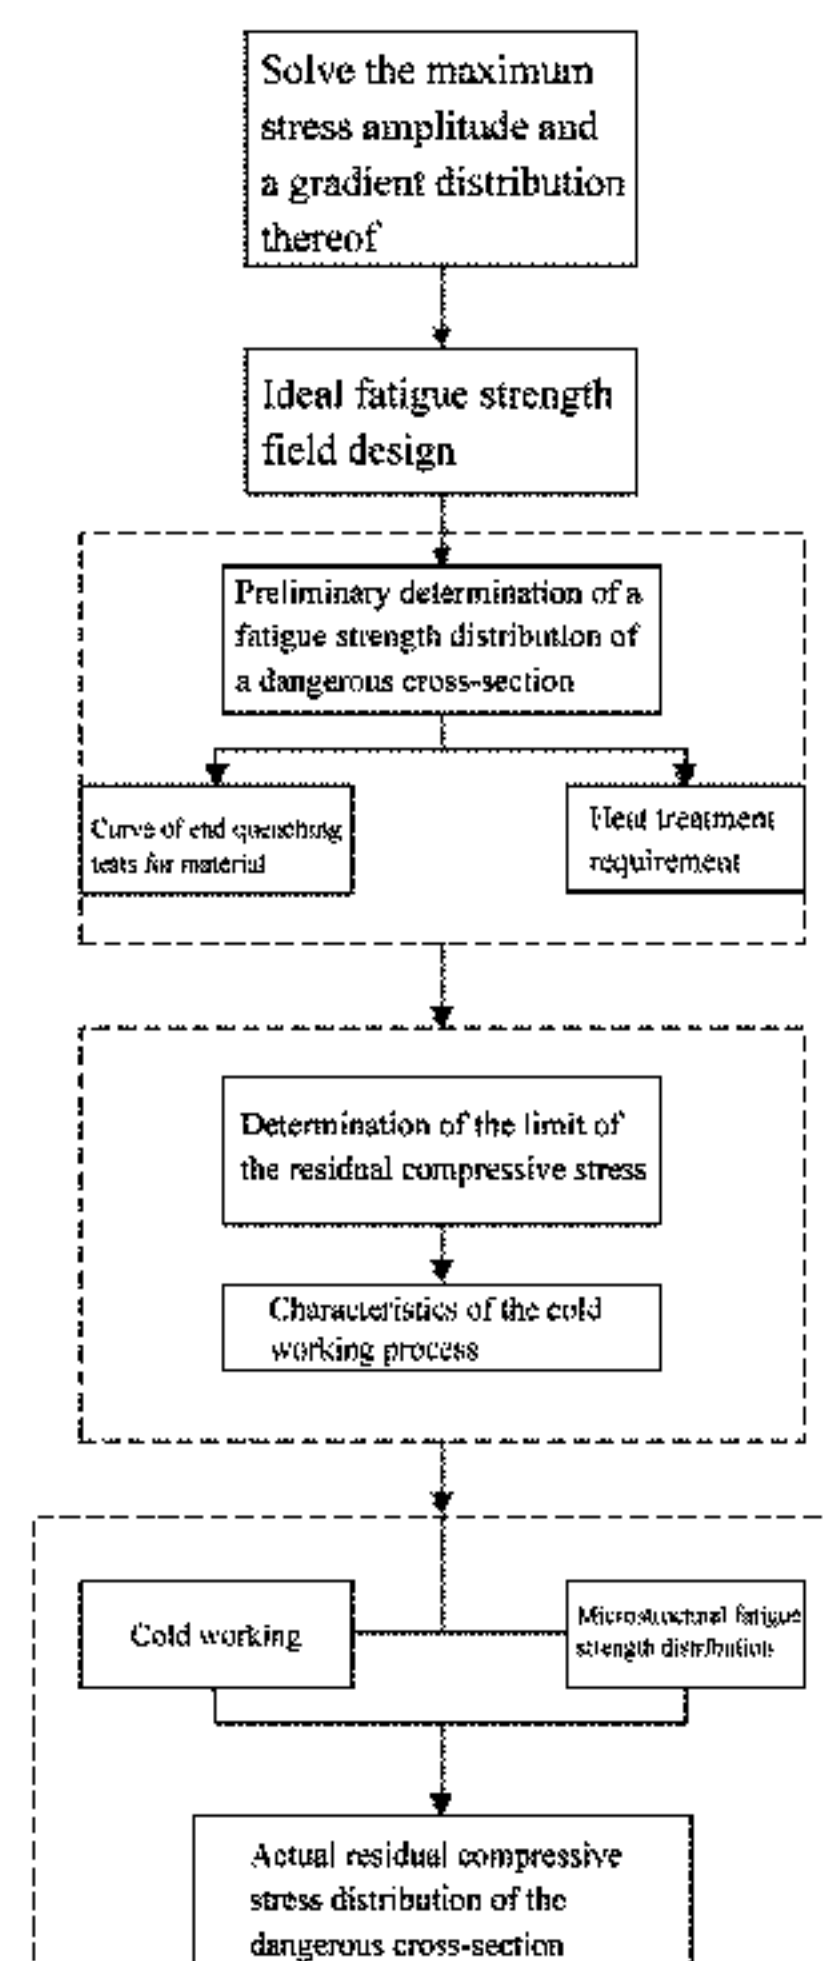 Solve the maximum
stress amplitude and
a gradient distribution
thereof
Ideal fatigue strength
field design
Preliminary determination of a
fatigue strength distribution of
a dangerous cross-section
Curve of end quenching
tests for material
Heat treatment
requirement
Determination of the limit of
the residual compressive stress
Characteristics of the cold
working process
Cold working
Microstructural fatigue
strength distribution
Actual residual compressive
stress distribution of the
dangerous cross-section